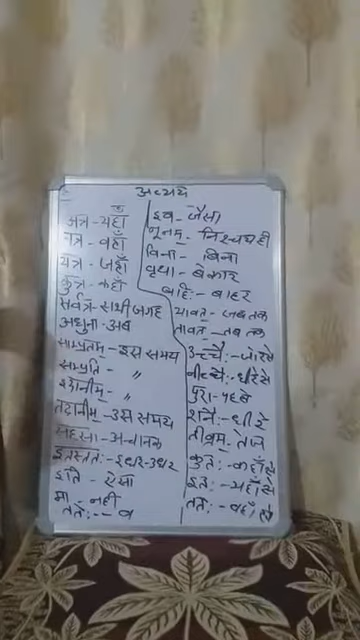 अव्यय
अत्र - यहाँ
तत्र - वहाँ
यत्र - जहाँ
कुत्र - कहाँ
सर्वत्र - सभी जगह
अधुना - अब
साम्प्रतम् - इस समय
सम्प्रति - "
इदानीम् - "
तदानीम् - उस समय
सहसा - अचानक
इतस्ततः - इधर-उधर
इति - ऐसा
मा - नहीं
इव - जैसा
नूनम् - निश्चय ही
विना - बिना
वृथा - बेकार
बहिः - बाहर
यावत् - जब तक
तावत् - तब तक
उच्चैः - जोर से
नीचैः - धीरे से
पुरा - पहले
शनैः - धीरे
तीव्रम् - तेज
कुतः - कहाँ से
इतः - यहाँ से
ततः - वहाँ से